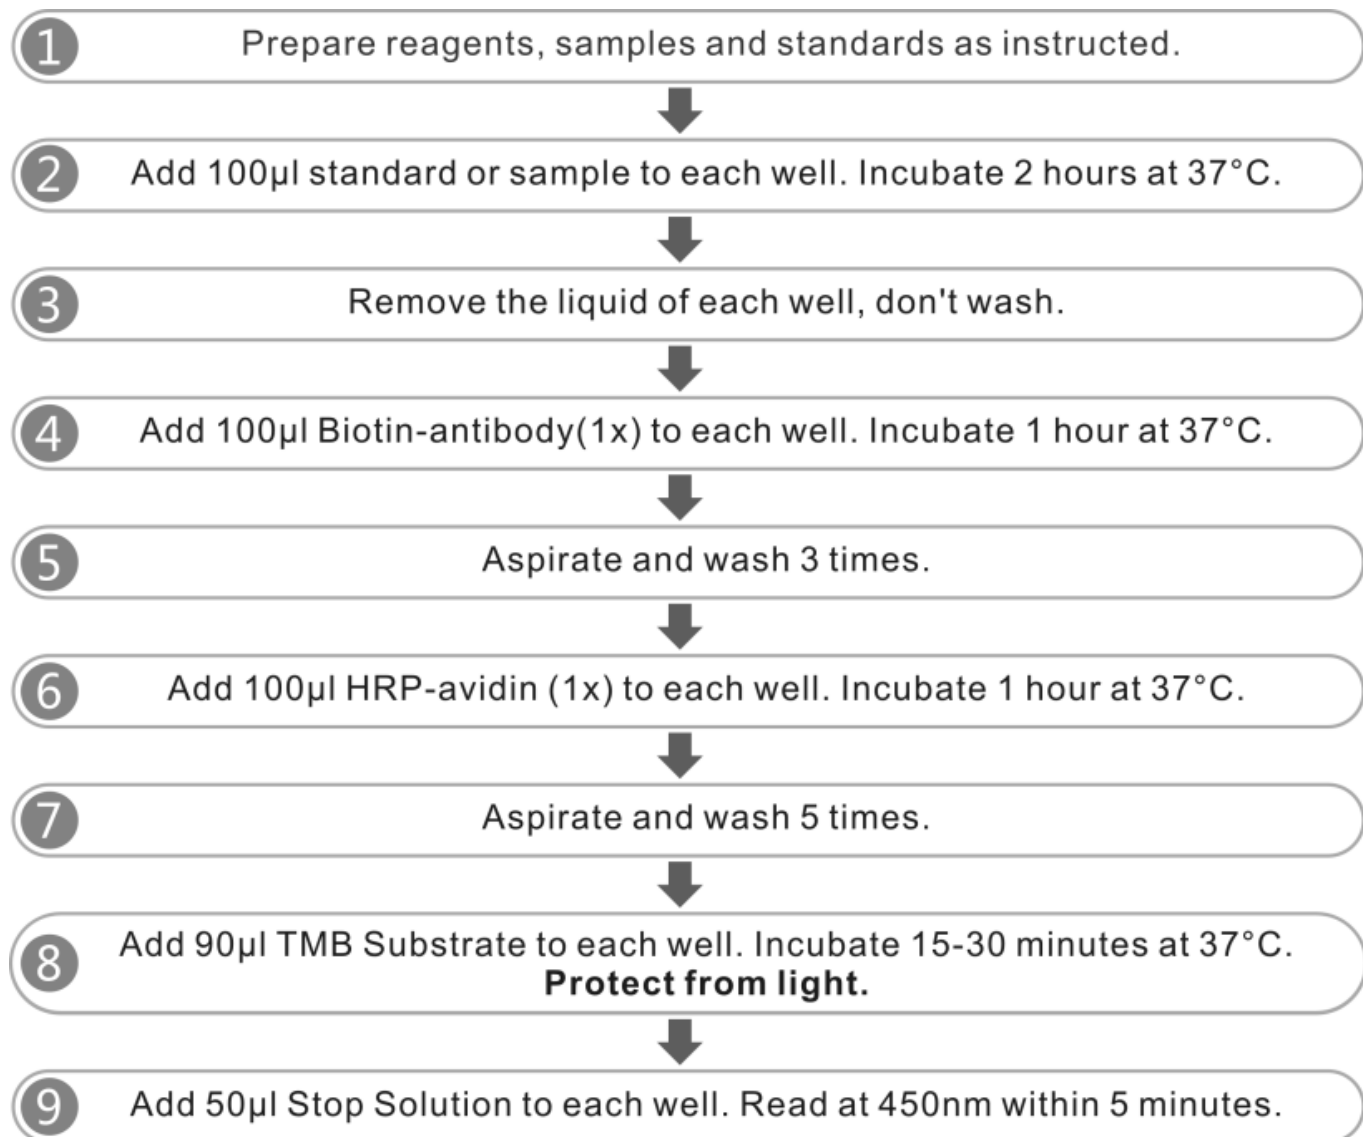 1 Prepare reagents, samples and standards as instructed.
2 Add 100μl standard or sample to each well. Incubate 2 hours at 37°C.
3 Remove the liquid of each well, don't wash.
4 Add 100μl Biotin-antibody(1x) to each well. Incubate 1 hour at 37°C.
5 Aspirate and wash 3 times.
6 Add 100μl HRP-avidin (1x) to each well. Incubate 1 hour at 37°C.
7 Aspirate and wash 5 times.
8 Add 90μl TMB Substrate to each well. Incubate 15-30 minutes at 37°C.
Protect from light.
9 Add 50μl Stop Solution to each well. Read at 450nm within 5 minutes.